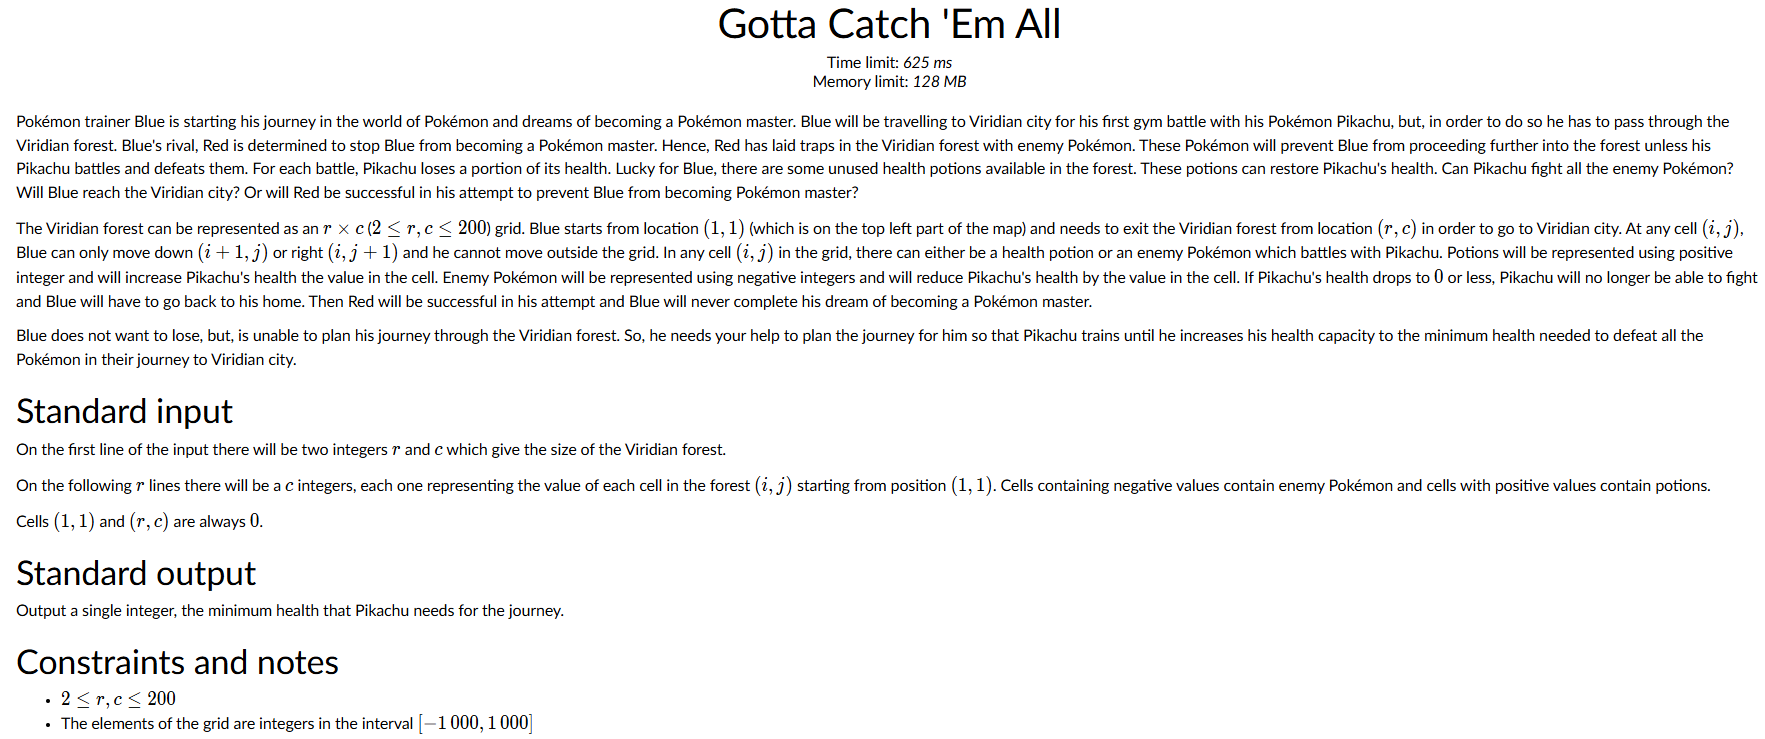 Gotta Catch 'Em All
Time limit: 625 ms
Memory limit: 128 MB
Pokémon trainer Blue is starting his journey in the world of Pokémon and dreams of becoming a Pokémon master. Blue will be travelling to Viridian city for his first gym battle with his Pokémon Pikachu, but, in order to do so he has to pass through the
Viridian forest. Blue's rival, Red is determined to stop Blue from becoming a Pokémon master. Hence, Red has laid traps in the Viridian forest with enemy Pokémon. These Pokémon will prevent Blue from proceeding further into the forest unless his
Pikachu battles and defeats them. For each battle, Pikachu loses a portion of its health. Lucky for Blue, there are some unused health potions available in the forest. These potions can restore Pikachu's health. Can Pikachu fight all the enemy Pokémon?
Will Blue reach the Viridian city? Or will Red be successful in his attempt to prevent Blue from becoming Pokémon master?
The Viridian forest can be represented as an r × c (2 ≤ r, c ≤ 200) grid. Blue starts from location (1, 1) (which is on the top left part of the map) and needs to exit the Viridian forest from location (r, c) in order to go to Viridian city. At any cell (i, j),
Blue can only move down (i + 1, j) or right (i, j + 1) and he cannot move outside the grid. In any cell (i, j) in the grid, there can either be a health potion or an enemy Pokémon which battles with Pikachu. Potions will be represented using positive
integer and will increase Pikachu's health the value in the cell. Enemy Pokémon will be represented using negative integers and will reduce Pikachu's health by the value in the cell. If Pikachu's health drops to 0 or less, Pikachu will no longer be able to fight
and Blue will have to go back to his home. Then Red will be successful in his attempt and Blue will never complete his dream of becoming a Pokémon master.
Blue does not want to lose, but, is unable to plan his journey through the Viridian forest. So, he needs your help to plan the journey for him so that Pikachu trains until he increases his health capacity to the minimum health needed to defeat all the
Pokémon in their journey to Viridian city.
Standard input
On the first line of the input there will be two integers r and c which give the size of the Viridian forest.
On the following r lines there will be a c integers, each one representing the value of each cell in the forest (i, j) starting from position (1, 1). Cells containing negative values contain enemy Pokémon and cells with positive values contain potions.
Cells (1, 1) and (r, c) are always 0.
Standard output
Output a single integer, the minimum health that Pikachu needs for the journey.
Constraints and notes
• 2 ≤ r, c ≤ 200
• The elements of the grid are integers in the interval [−1 000, 1 000]